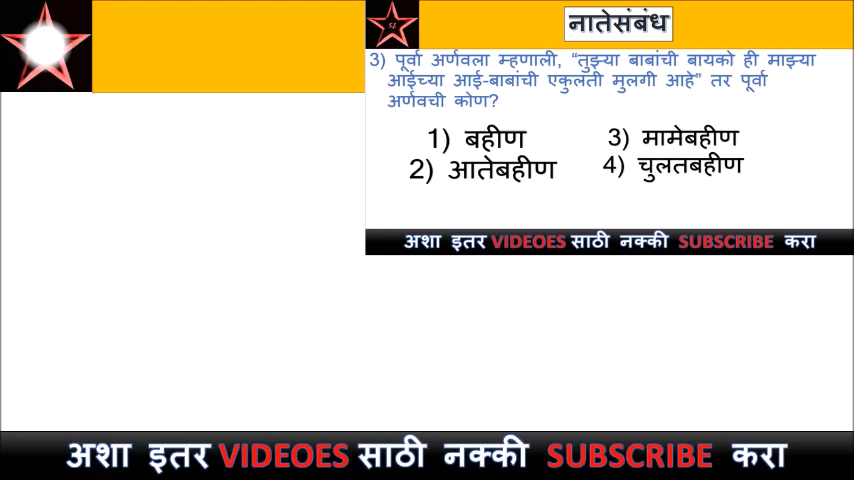 नातेसंबंध
3) पूर्वा अर्णवला म्हणाली, “तुझ्या बाबांची बायको ही माझ्या
आईच्या आई-बाबांची एकुलती मुलगी आहे” तर पूर्वा
अर्णवची कोण?
1) बहीण 3) मामेबहीण
2) आतेबहीण 4) चुलतबहीण
अशा इतर VIDEOES साठी नक्की SUBSCRIBE करा
अशा इतर VIDEOES साठी नक्की SUBSCRIBE करा